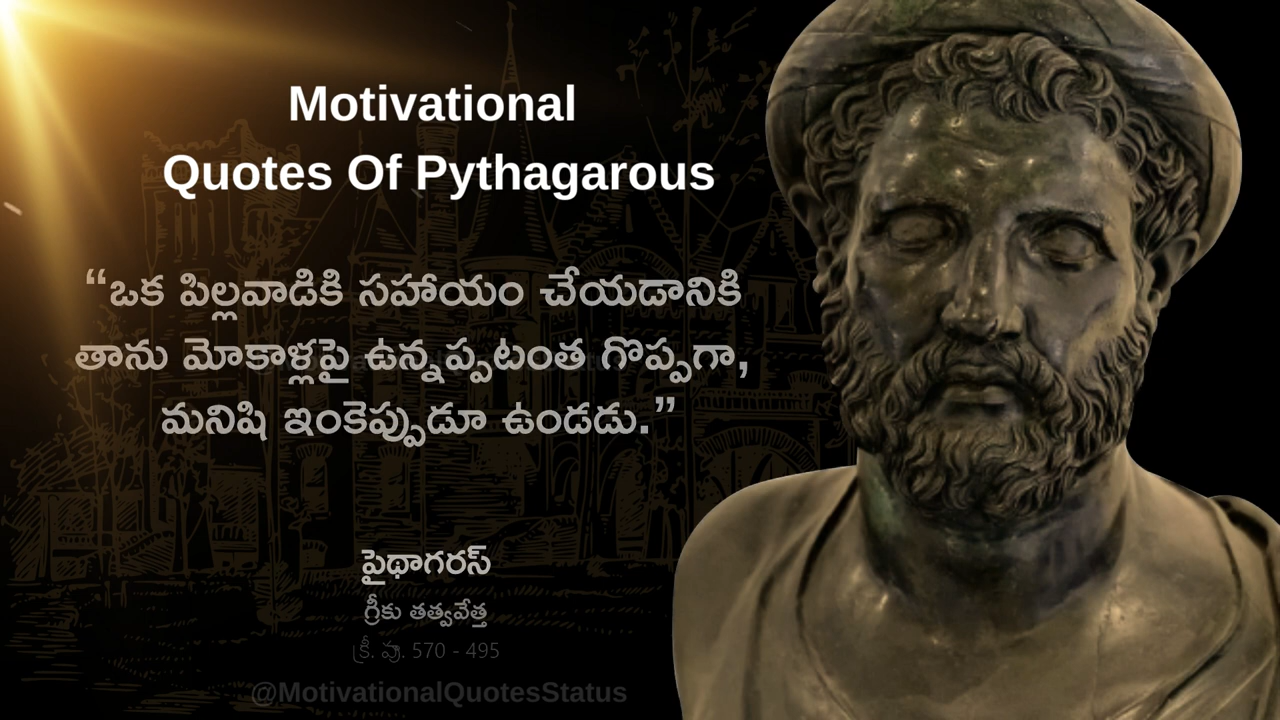 Motivational
Quotes Of Pythagarous
“ఒక పిల్లవాడికి సహాయం చేయడానికి
తాను మోకాళ్లపై ఉన్నప్పటంత గొప్పగా,
మనిషి ఇంకెప్పుడూ ఉండడు.”
పైథాగరస్
గ్రీకు తత్వవేత్త
క్రీ. పూ. 570 - 495
@MotivationalQuotesStatus